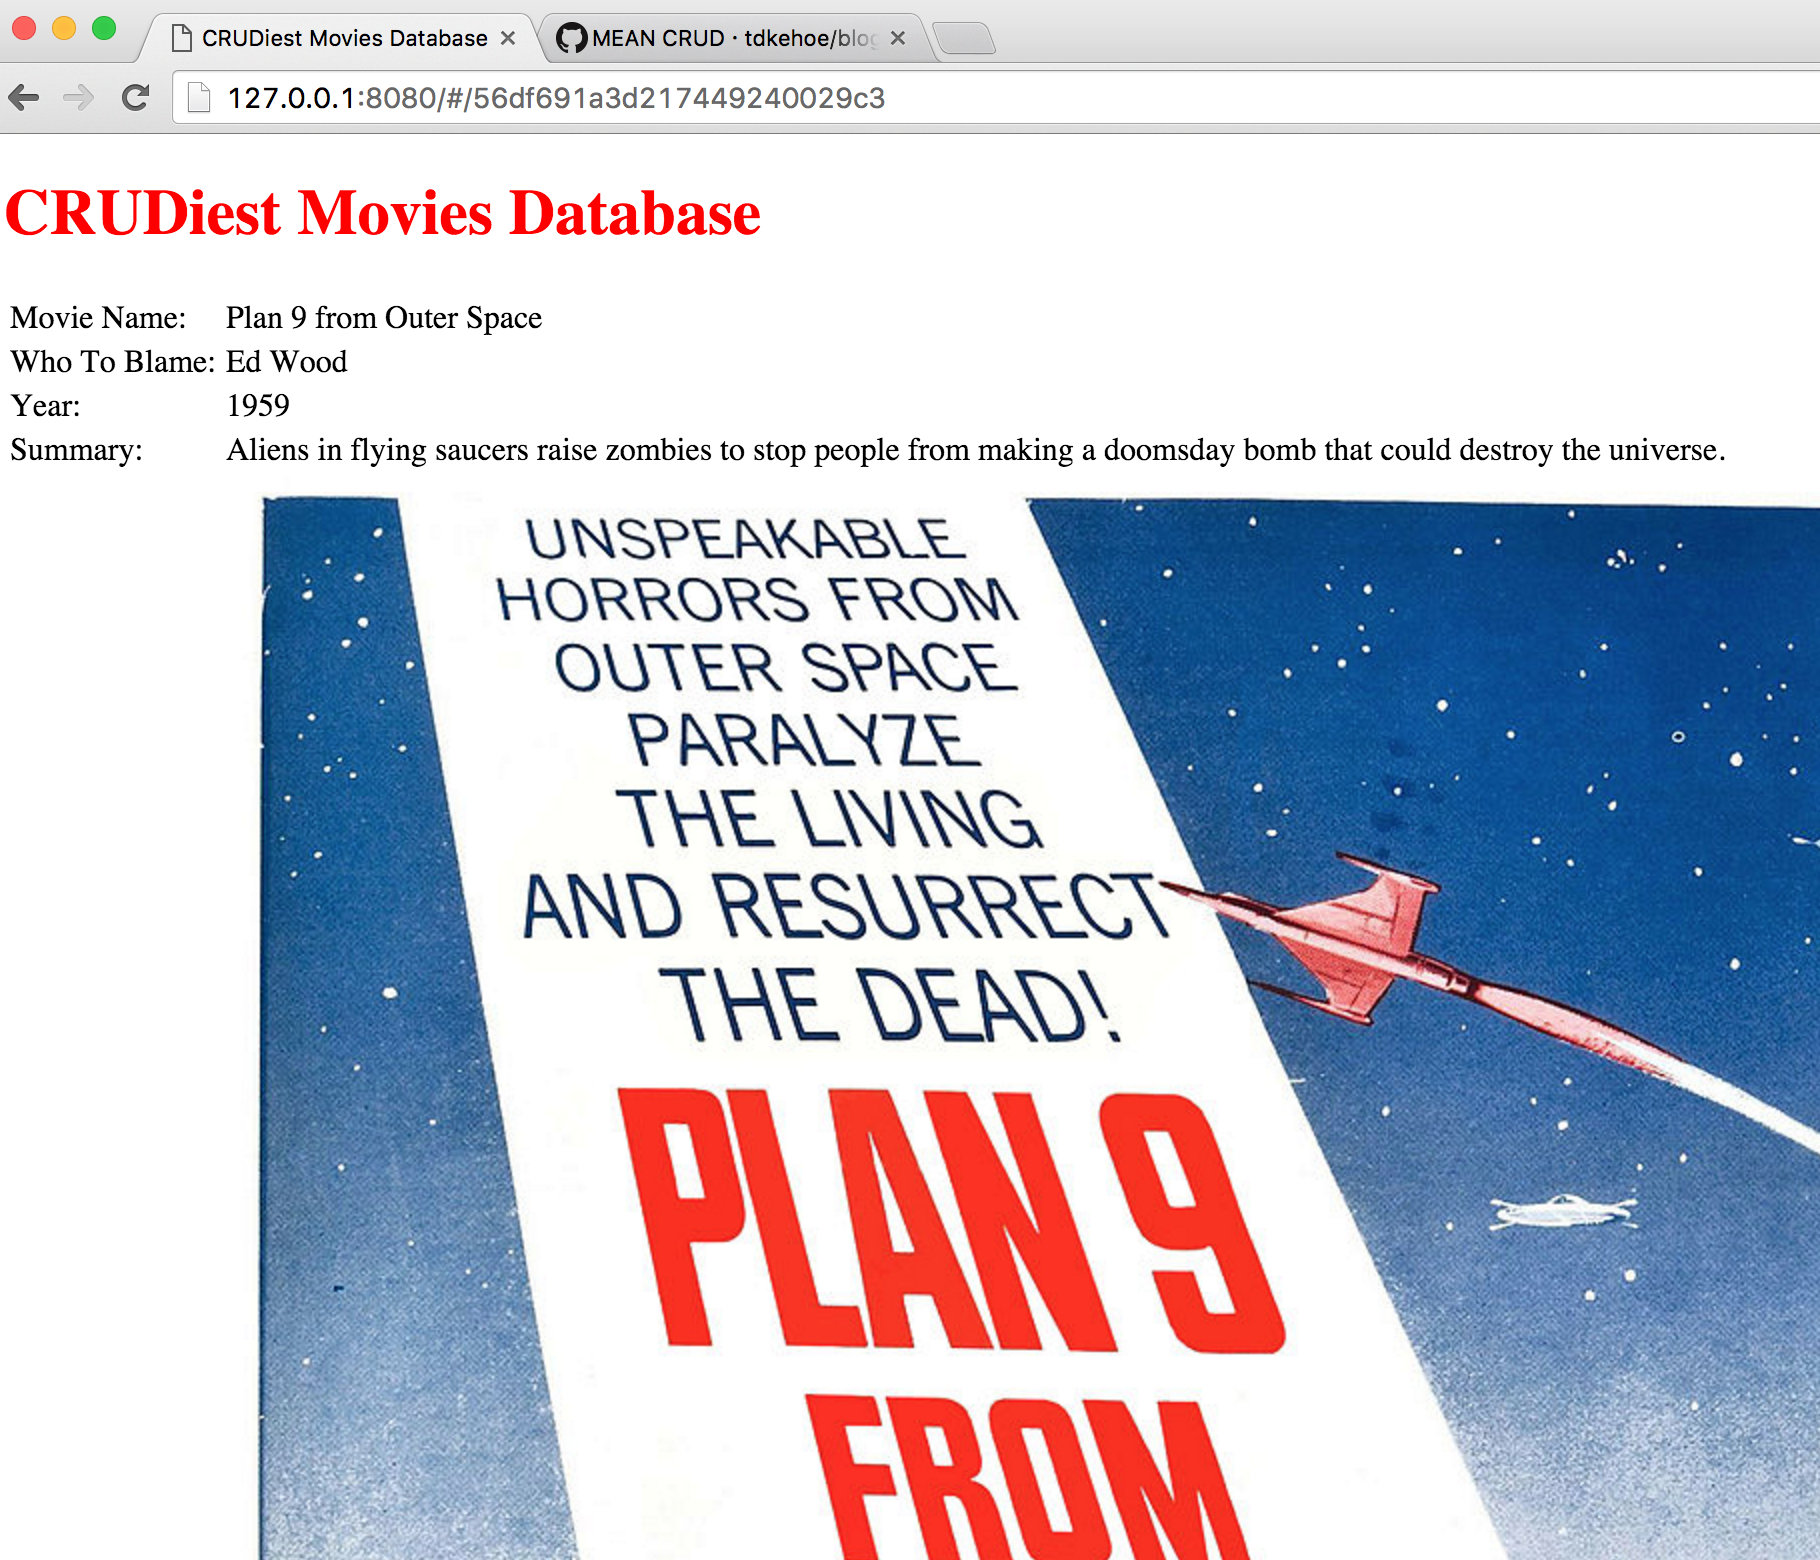 CRUDiest Movies Database
MEAN CRUD · tdkehoe/blog
127.0.0.1:8080/#/56df691a3d217449240029c3
CRUDiest Movies Database
Movie Name: Plan 9 from Outer Space
Who To Blame: Ed Wood
Year: 1959
Summary: Aliens in flying saucers raise zombies to stop people from making a doomsday bomb that could destroy the universe.
UNSPEAKABLE
HORRORS FROM
OUTER SPACE
PARALYZE
THE LIVING
AND RESURRECT
THE DEAD!
PLAN 9
FROM